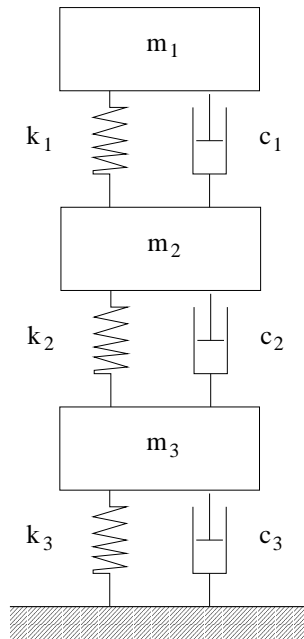 m₁
k₁ c₁
m₂
k₂ c₂
m₃
k₃ c₃